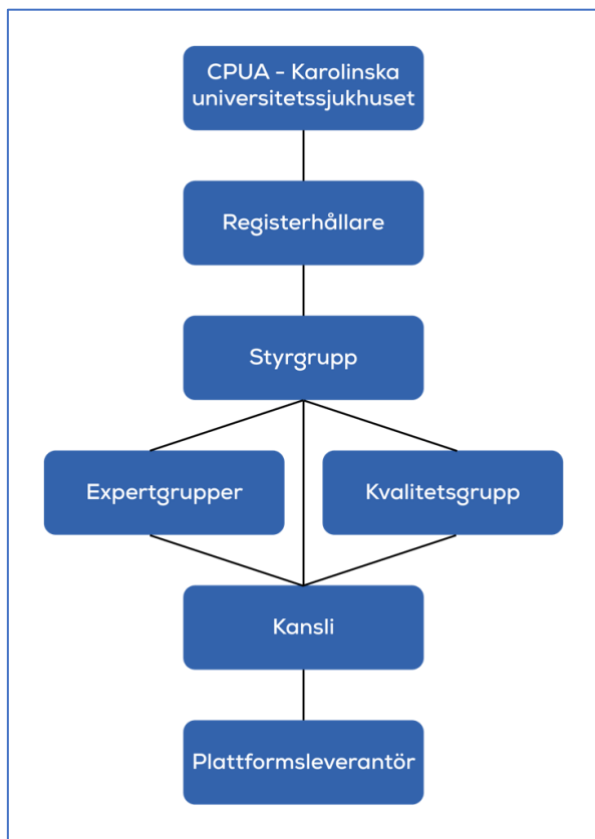 CPUA - Karolinska
universitetssjukhuset
Registerhållare
Styrgrupp
Expertgrupper
Kvalitetsgrupp
Kansli
Plattformsleverantör